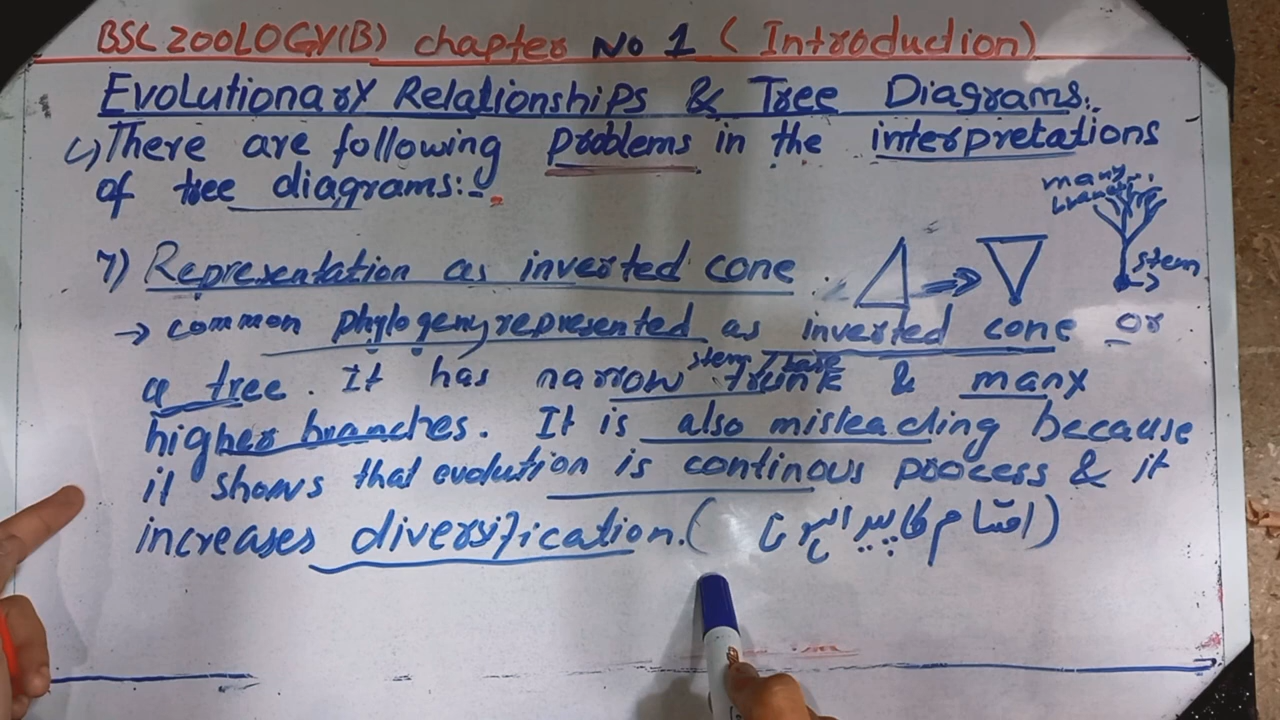 BSC ZOOLOGY(B) chapter No 1 ( Introduction)
Evolutionary Relationships & Tree Diagrams:.
c) There are following problems in the interpretations
of tree diagrams:-.
many
branches
7) Representation as inverted cone.
stem
→ common phylogeny represented as inverted cone or
stem / base
a tree. It has narrow trunk & many
higher branches. It is also misleading because
it shows that evolution is continous process & it
increases diversification. (اقسام کا پیدا ہونا)